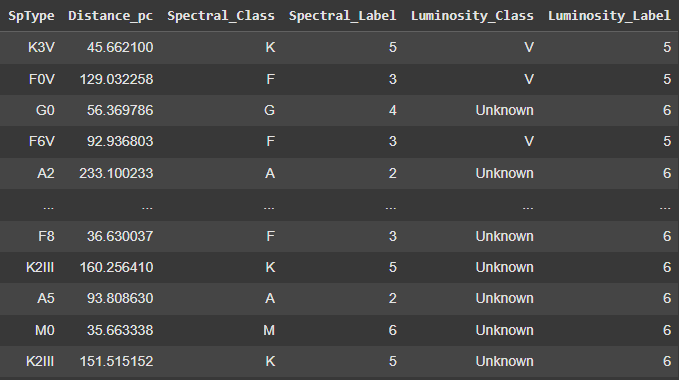 SpType Distance_pc Spectral_Class Spectral_Label Luminosity_Class Luminosity_Label
K3V 45.662100 K 5 V 5
F0V 129.032258 F 3 V 5
G0 56.369786 G 4 Unknown 6
F6V 92.936803 F 3 V 5
A2 233.100233 A 2 Unknown 6
... ... ... ... ... ...
F8 36.630037 F 3 Unknown 6
K2III 160.256410 K 5 Unknown 6
A5 93.808630 A 2 Unknown 6
M0 35.663338 M 6 Unknown 6
K2III 151.515152 K 5 Unknown 6